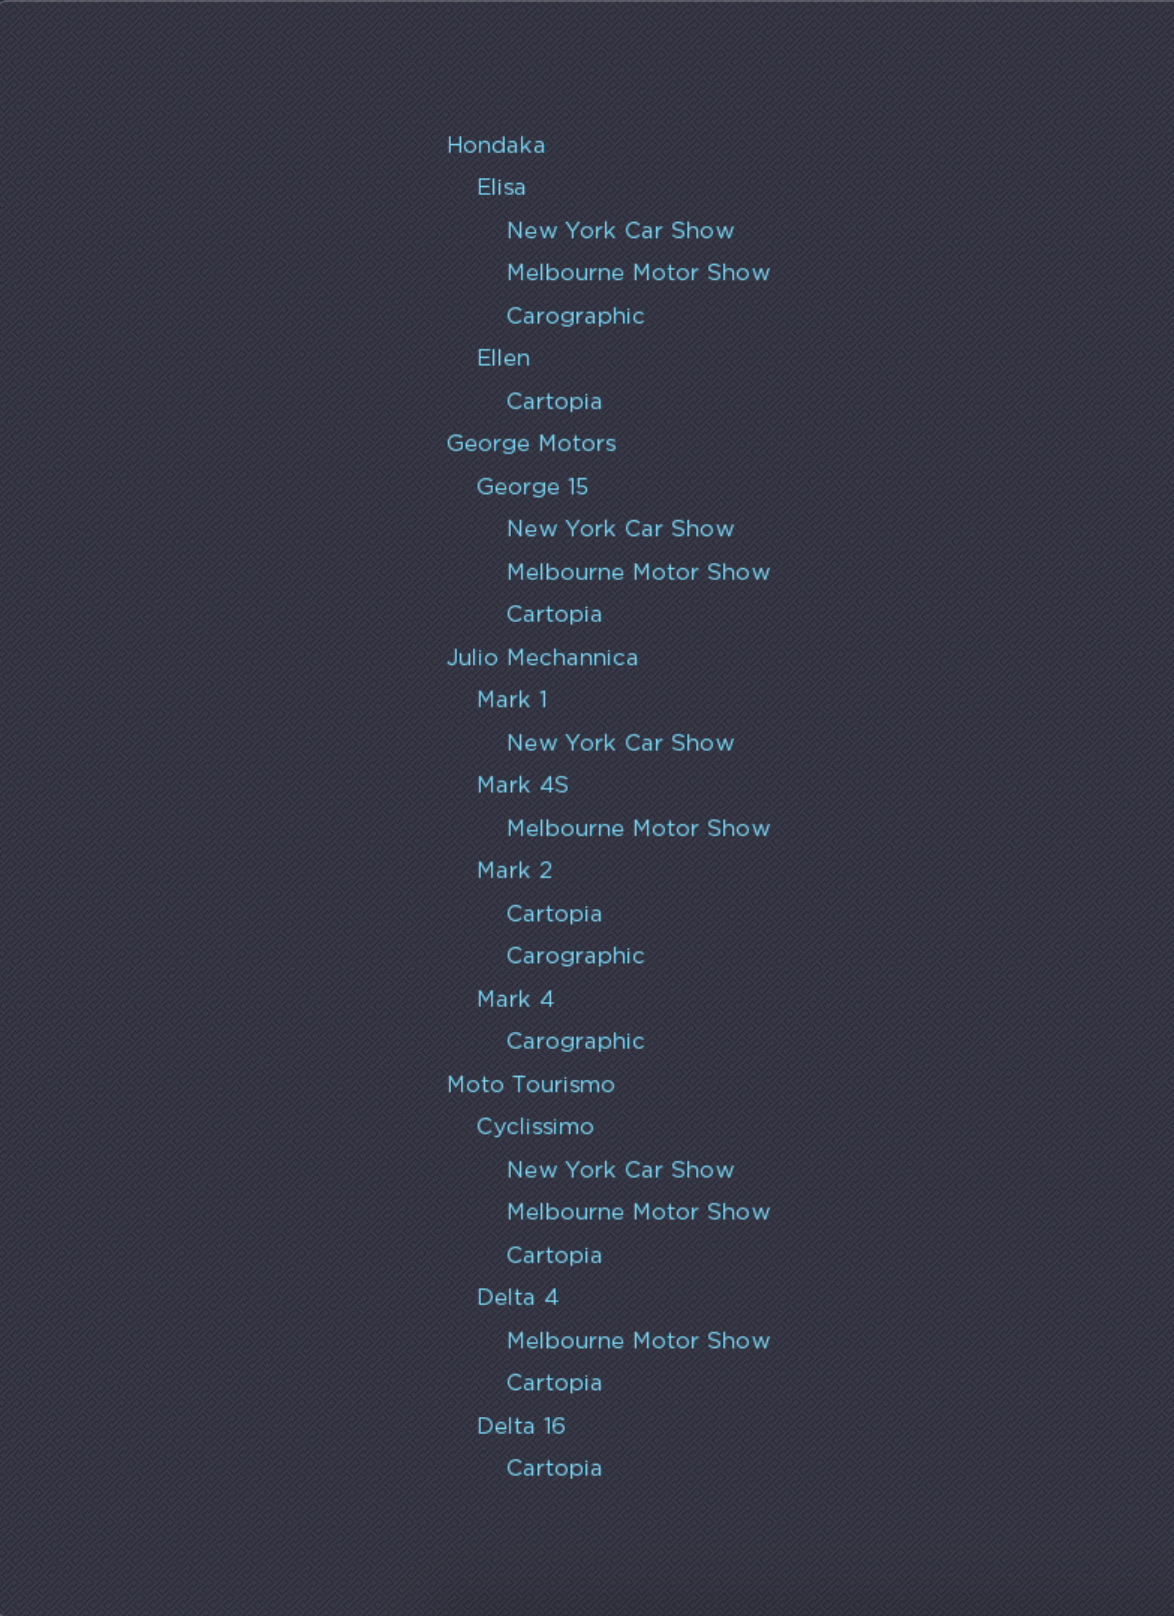 Hondaka
Elisa
New York Car Show
Melbourne Motor Show
Carographic
Ellen
Cartopia
George Motors
George 15
New York Car Show
Melbourne Motor Show
Cartopia
Julio Mechannica
Mark 1
New York Car Show
Mark 4S
Melbourne Motor Show
Mark 2
Cartopia
Carographic
Mark 4
Carographic
Moto Tourismo
Cyclissimo
New York Car Show
Melbourne Motor Show
Cartopia
Delta 4
Melbourne Motor Show
Cartopia
Delta 16
Cartopia